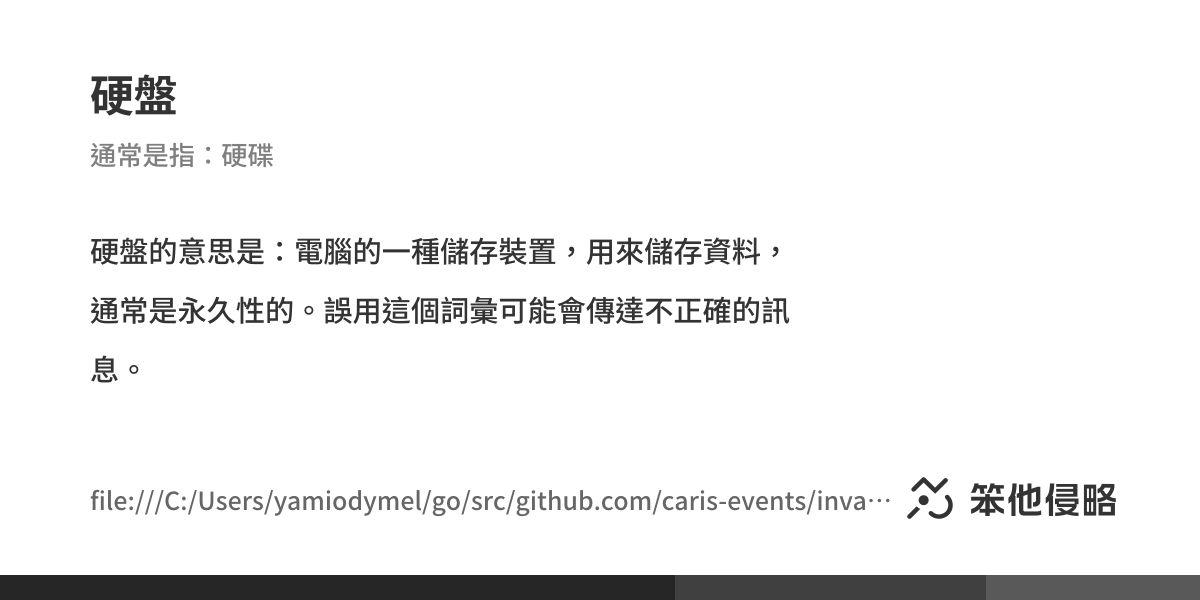 硬盤
通常是指：硬碟
硬盤的意思是：電腦的一種儲存裝置，用來儲存資料，
通常是永久性的。誤用這個詞彙可能會傳達不正確的訊
息。
file:///C:/Users/yamiodymel/go/src/github.com/caris-events/inva…
笨他侵略